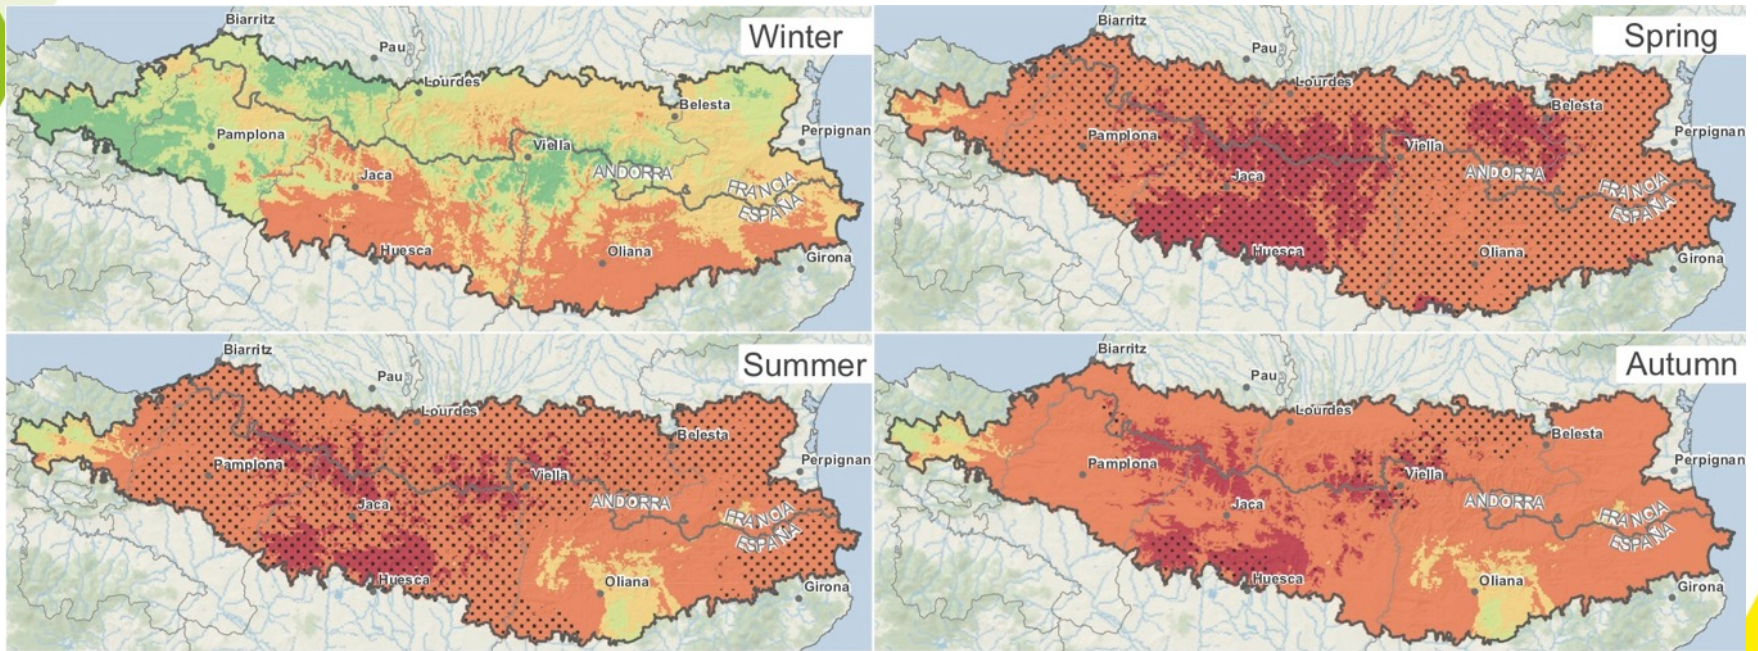 Winter
Biarritz
Pau
Lourdes
Belesta
Pamplona
Perpignan
Viella
Jaca
ANDORRA
FRANCIA
ESPAÑA
Huesca
Oliana
Girona
Spring
Biarritz
Pau
Lourdes
Belesta
Pamplona
Perpignan
Viella
Jaca
ANDORRA
FRANCIA
ESPAÑA
Huesca
Oliana
Girona
Summer
Biarritz
Pau
Lourdes
Belesta
Pamplona
Perpignan
Viella
Jaca
ANDORRA
FRANCIA
ESPAÑA
Huesca
Oliana
Girona
Autumn
Biarritz
Pau
Lourdes
Belesta
Pamplona
Perpignan
Viella
Jaca
ANDORRA
FRANCIA
ESPAÑA
Huesca
Oliana
Girona